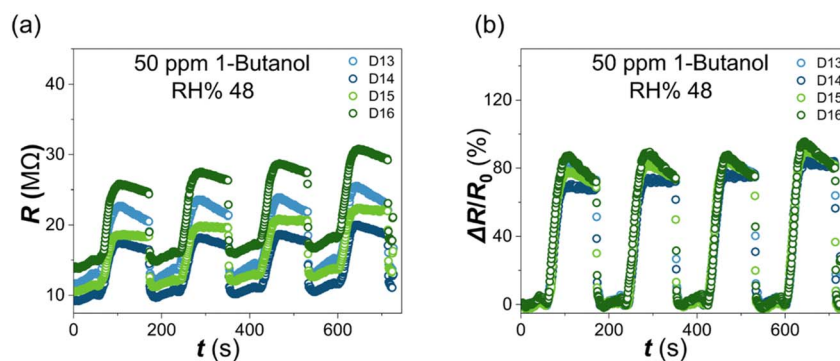 (a)
50 ppm 1-Butanol
RH% 48
D13
D14
D15
D16
R (MΩ)
40
30
20
10
0
200
400
600
t (s)
(b)
50 ppm 1-Butanol
RH% 48
D13
D14
D15
D16
ΔR/R0 (%)
120
80
40
0
0
200
400
600
t (s)